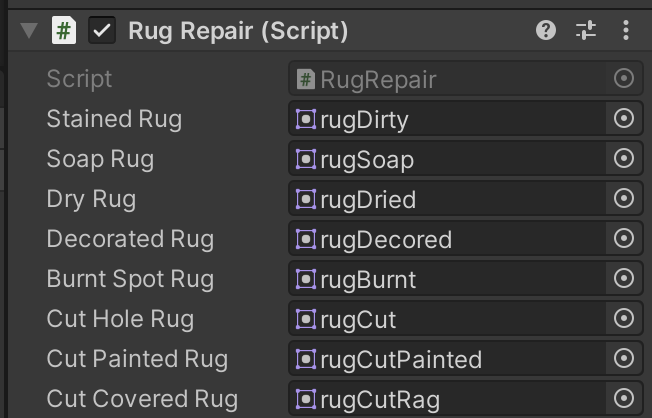 Rug Repair (Script)
Script RugRepair
Stained Rug rugDirty
Soap Rug rugSoap
Dry Rug rugDried
Decorated Rug rugDecored
Burnt Spot Rug rugBurnt
Cut Hole Rug rugCut
Cut Painted Rug rugCutPainted
Cut Covered Rug rugCutRag